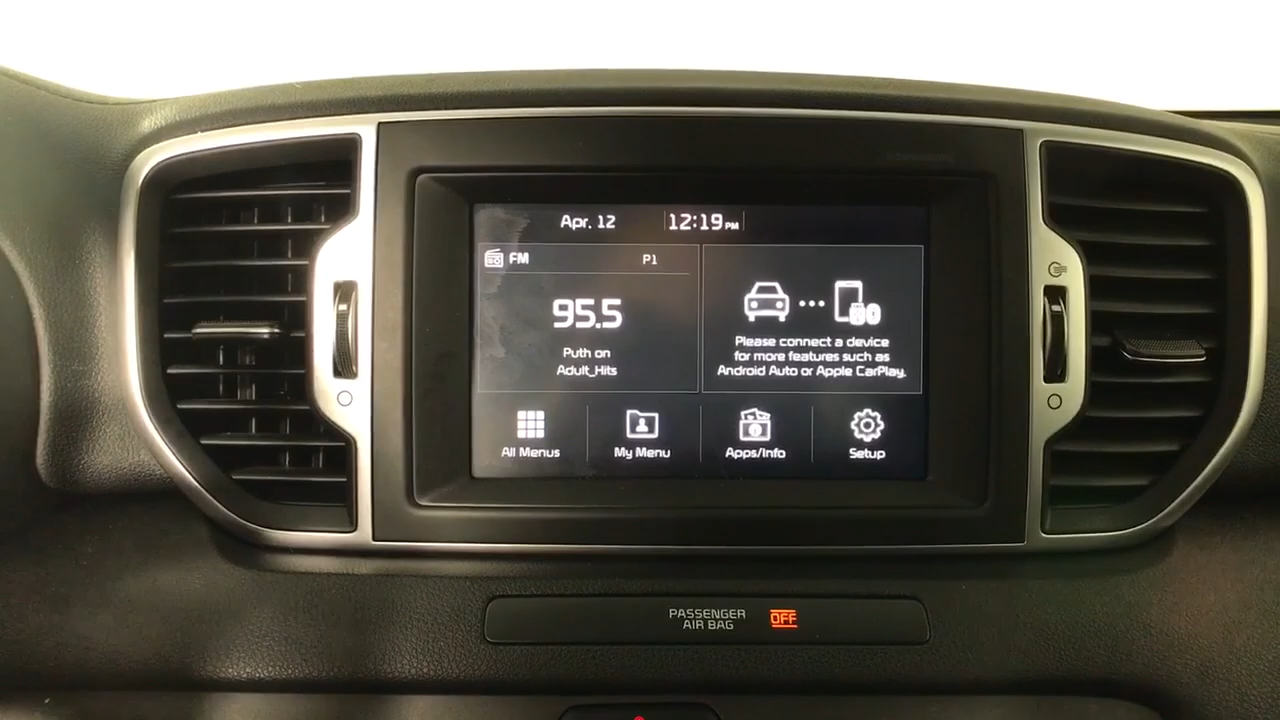 Apr. 12
12:19 PM
FM
P1
95.5
Puth on
Adult_Hits
Please connect a device
for more features such as
Android Auto or Apple CarPlay.
All Menus
My Menu
Apps/Info
Setup
PASSENGER
AIR BAG
OFF